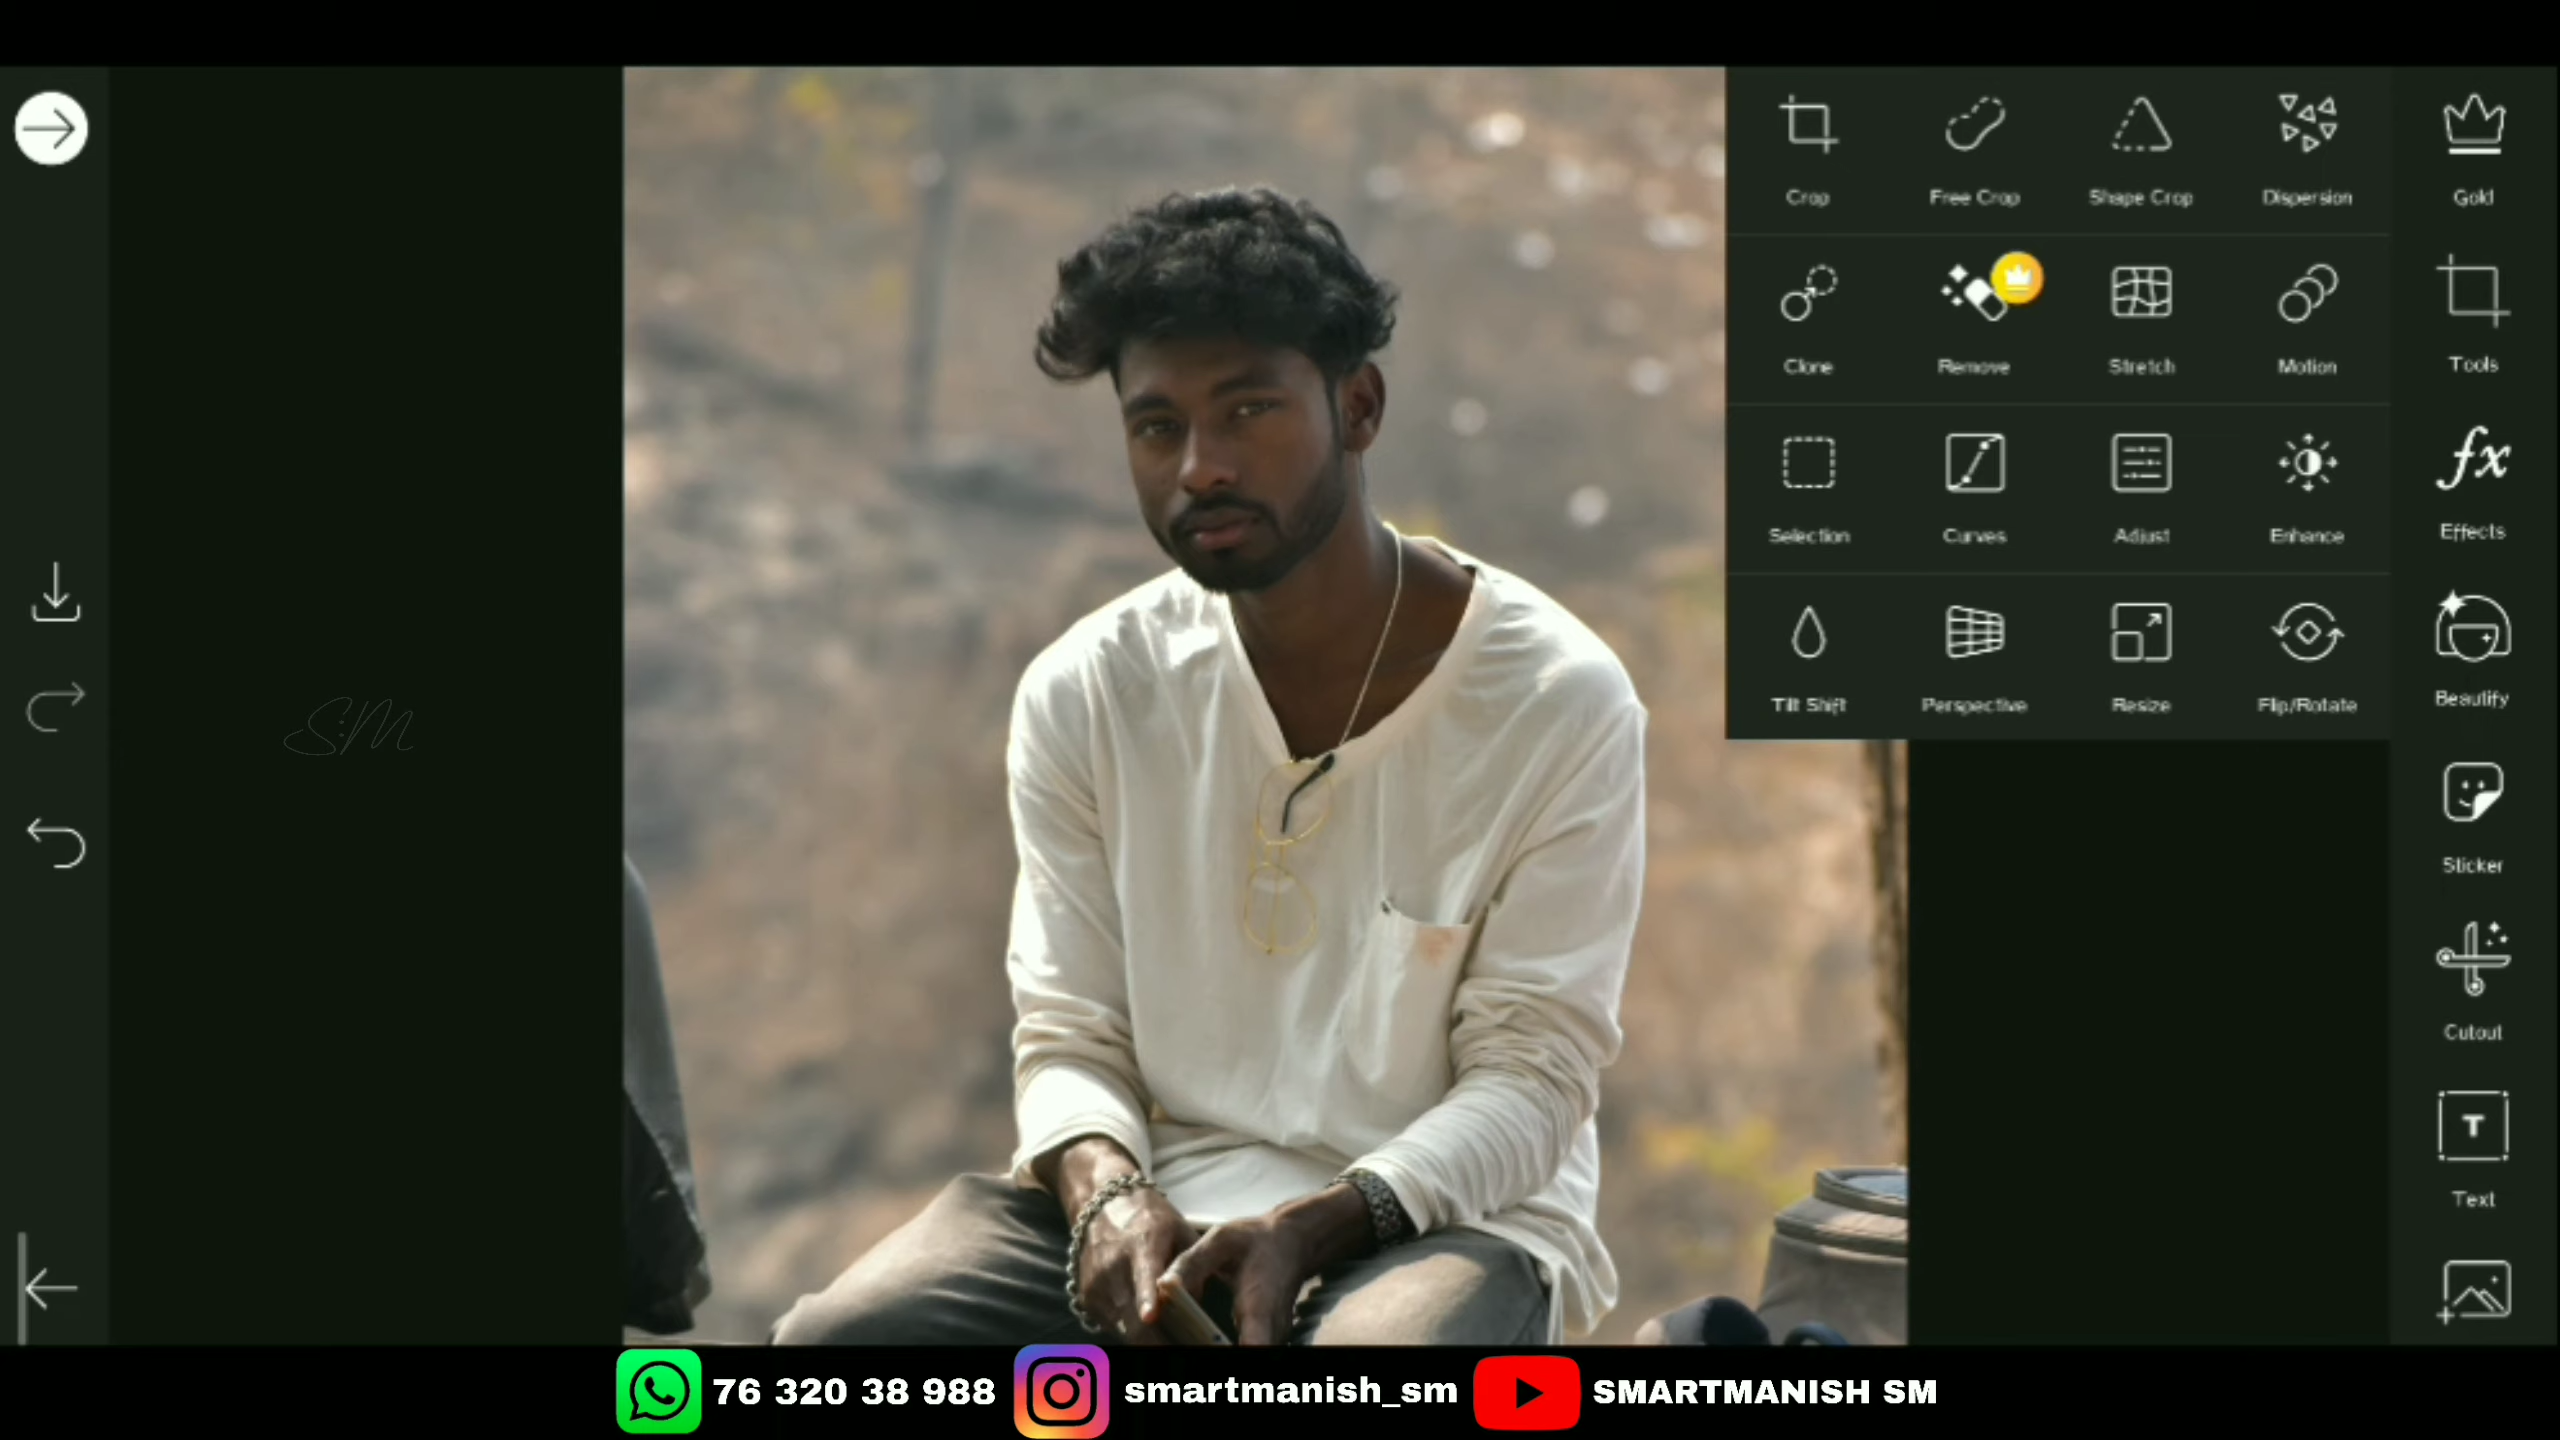 Crop Free Crop Shape Crop Dispersion Gold
Clone Remove Stretch Motion Tools
Selection Curves Adjust Enhance Effects
Tilt Shift Perspective Resize Flip/Rotate Beautify
SM
Sticker
Cutout
T
Text
76 320 38 988 smartmanish_sm SMARTMANISH SM